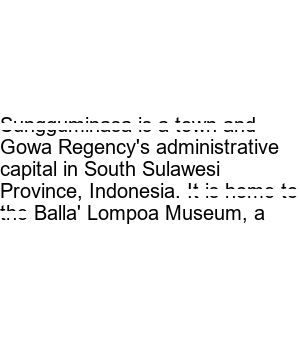 Sungguminasa is a town and
Gowa Regency's administrative
capital in South Sulawesi
Province, Indonesia. It is home to
the Balla' Lompoa Museum, a